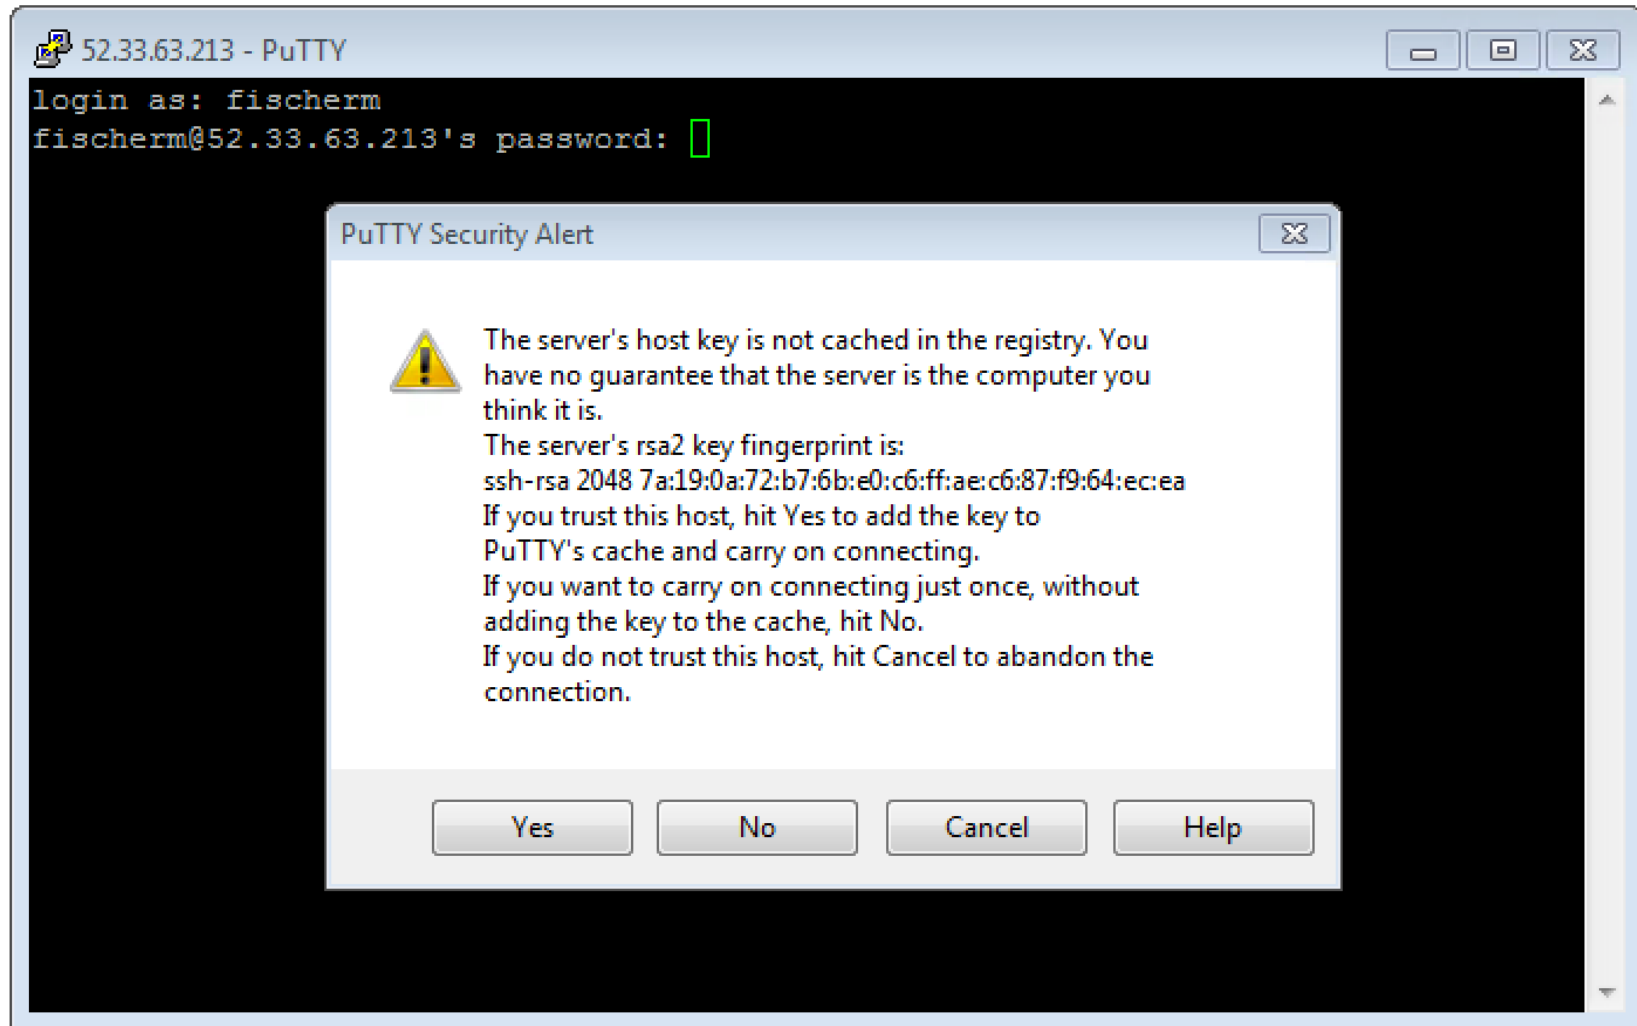 52.33.63.213 - PuTTY
login as: fischerm
fischerm@52.33.63.213's password:
PuTTY Security Alert
The server's host key is not cached in the registry. You
have no guarantee that the server is the computer you
think it is.
The server's rsa2 key fingerprint is:
ssh-rsa 2048 7a:19:0a:72:b7:6b:e0:c6:ff:ae:c6:87:f9:64:ec:ea
If you trust this host, hit Yes to add the key to
PuTTY's cache and carry on connecting.
If you want to carry on connecting just once, without
adding the key to the cache, hit No.
If you do not trust this host, hit Cancel to abandon the
connection.
Yes No Cancel Help